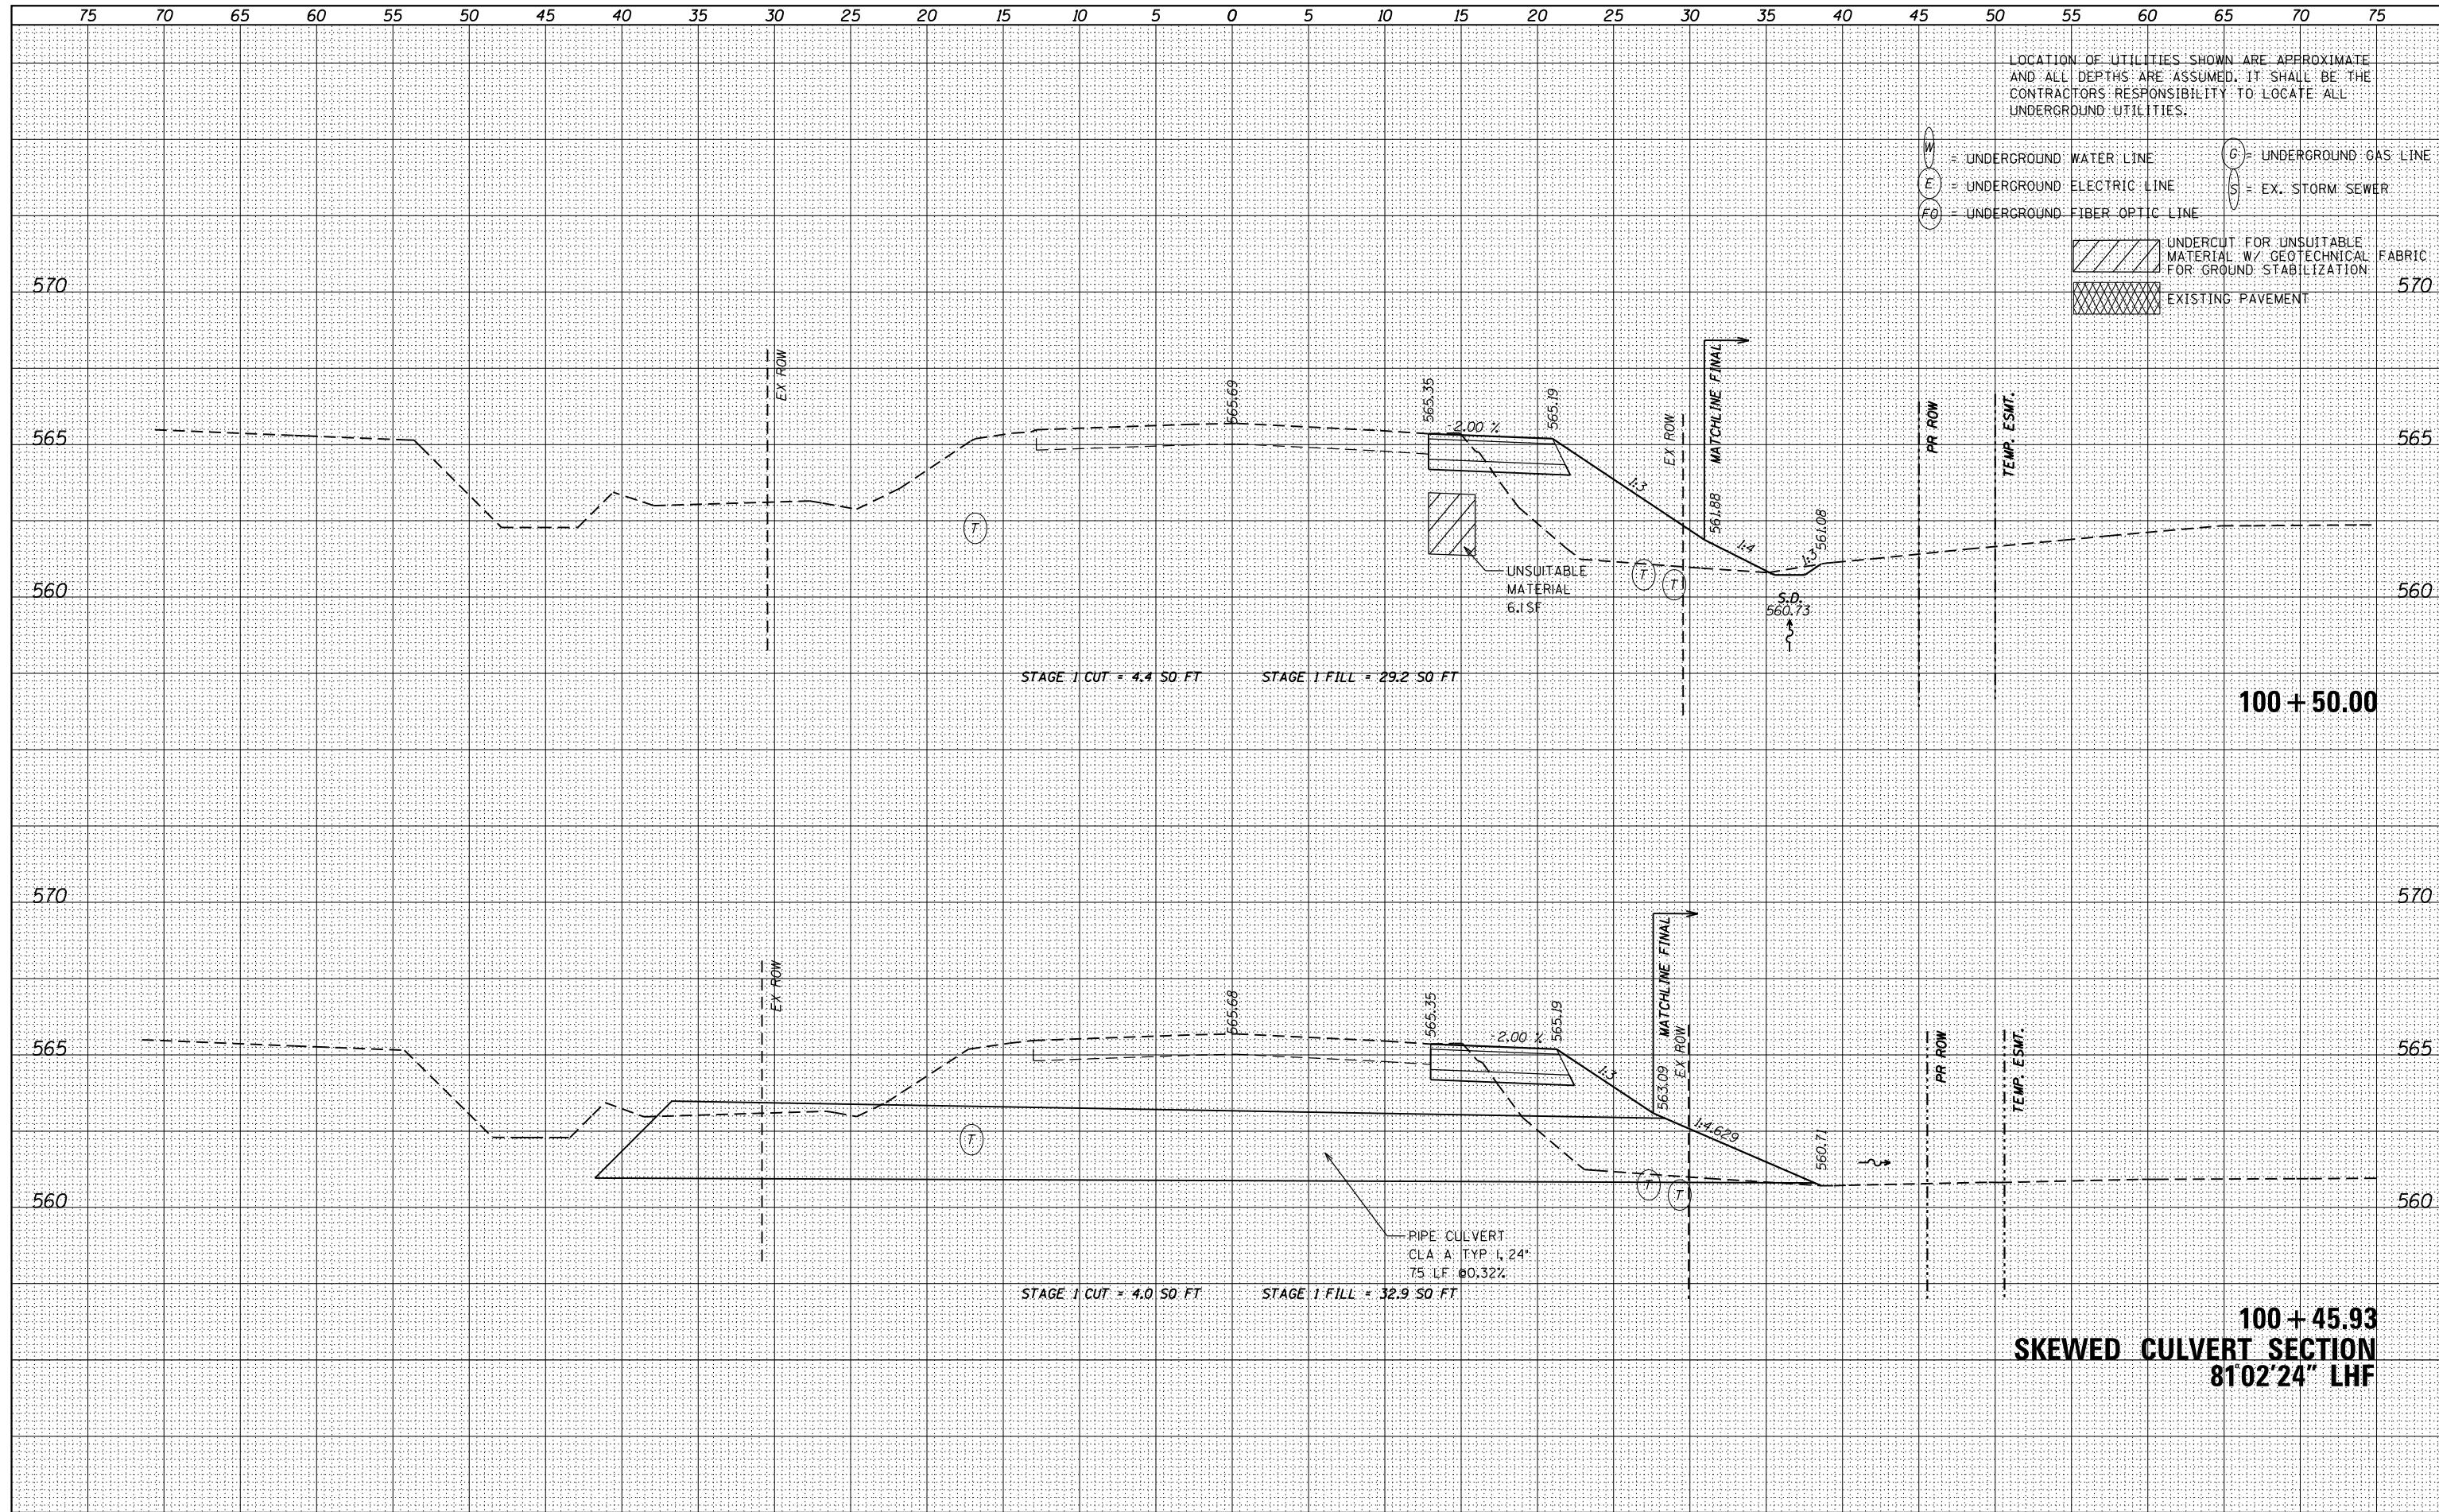 75 70 65 60 55 50 45 40 35 30 25 20 15 10 5 0 5 10 15 20 25 30 35 40 45 50 55 60 65 70 75
LOCATION OF UTILITIES SHOWN ARE APPROXIMATE
AND ALL DEPTHS ARE ASSUMED. IT SHALL BE THE
CONTRACTORS RESPONSIBILITY TO LOCATE ALL
UNDERGROUND UTILITIES.
W = UNDERGROUND WATER LINE
G = UNDERGROUND GAS LINE
E = UNDERGROUND ELECTRIC LINE
S = EX. STORM SEWER
FO = UNDERGROUND FIBER OPTIC LINE
UNDERCUT FOR UNSUITABLE
MATERIAL W/ GEOTECHNICAL FABRIC
FOR GROUND STABILIZATION
EXISTING PAVEMENT
570
570
EX ROW
565.69
565.35
565.19
-2.00 %
MATCHLINE FINAL
EX ROW
PR ROW
TEMP. ESMT.
565
565
1:3
561.88
1:4
1:3
561.08
T
T
T
UNSUITABLE
MATERIAL
6.1 SF
560
560
S.D.
560.73
STAGE 1 CUT = 4.4 SQ FT
STAGE 1 FILL = 29.2 SQ FT
100 + 50.00
570
570
EX ROW
565.68
565.35
565.19
2.00 %
MATCHLINE FINAL
EX ROW
PR ROW
TEMP. ESMT.
565
565
1:3
563.09
1:4.629
560.71
T
T
T
560
560
PIPE CULVERT
CLA A TYP 1, 24"
75 LF @0.32%
STAGE 1 CUT = 4.0 SQ FT
STAGE 1 FILL = 32.9 SQ FT
100 + 45.93
SKEWED CULVERT SECTION
81°02'24" LHF